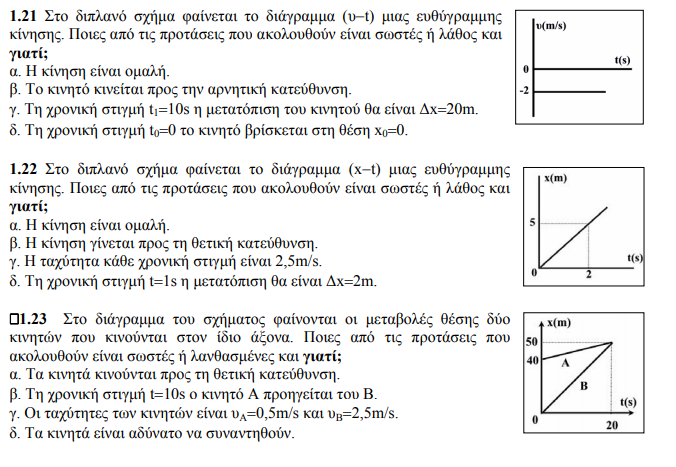 1.21 Στο διπλανό σχήμα φαίνεται το διάγραμμα (υ–t) μιας ευθύγραμμης
κίνησης. Ποιες από τις προτάσεις που ακολουθούν είναι σωστές ή λάθος και
γιατί;
α. Η κίνηση είναι ομαλή.
β. Το κινητό κινείται προς την αρνητική κατεύθυνση.
γ. Τη χρονική στιγμή t₁=10s η μετατόπιση του κινητού θα είναι Δx=20m.
δ. Τη χρονική στιγμή t₀=0 το κινητό βρίσκεται στη θέση x₀=0.
υ(m/s)
t(s)
0
-2
1.22 Στο διπλανό σχήμα φαίνεται το διάγραμμα (x–t) μιας ευθύγραμμης
κίνησης. Ποιες από τις προτάσεις που ακολουθούν είναι σωστές ή λάθος και
γιατί;
α. Η κίνηση είναι ομαλή.
β. Η κίνηση γίνεται προς τη θετική κατεύθυνση.
γ. Η ταχύτητα κάθε χρονική στιγμή είναι 2,5m/s.
δ. Τη χρονική στιγμή t=1s η μετατόπιση θα είναι Δx=2m.
x(m)
5
t(s)
0 2
1.23 Στο διάγραμμα του σχήματος φαίνονται οι μεταβολές θέσης δύο
κινητών που κινούνται στον ίδιο άξονα. Ποιες από τις προτάσεις που
ακολουθούν είναι σωστές ή λανθασμένες και γιατί;
α. Τα κινητά κινούνται προς τη θετική κατεύθυνση.
β. Τη χρονική στιγμή t=10s ο κινητό Α προηγείται του Β.
γ. Οι ταχύτητες των κινητών είναι υ_Α=0,5m/s και υ_Β=2,5m/s.
δ. Τα κινητά είναι αδύνατο να συναντηθούν.
x(m)
50
40
A
B
t(s)
0 20